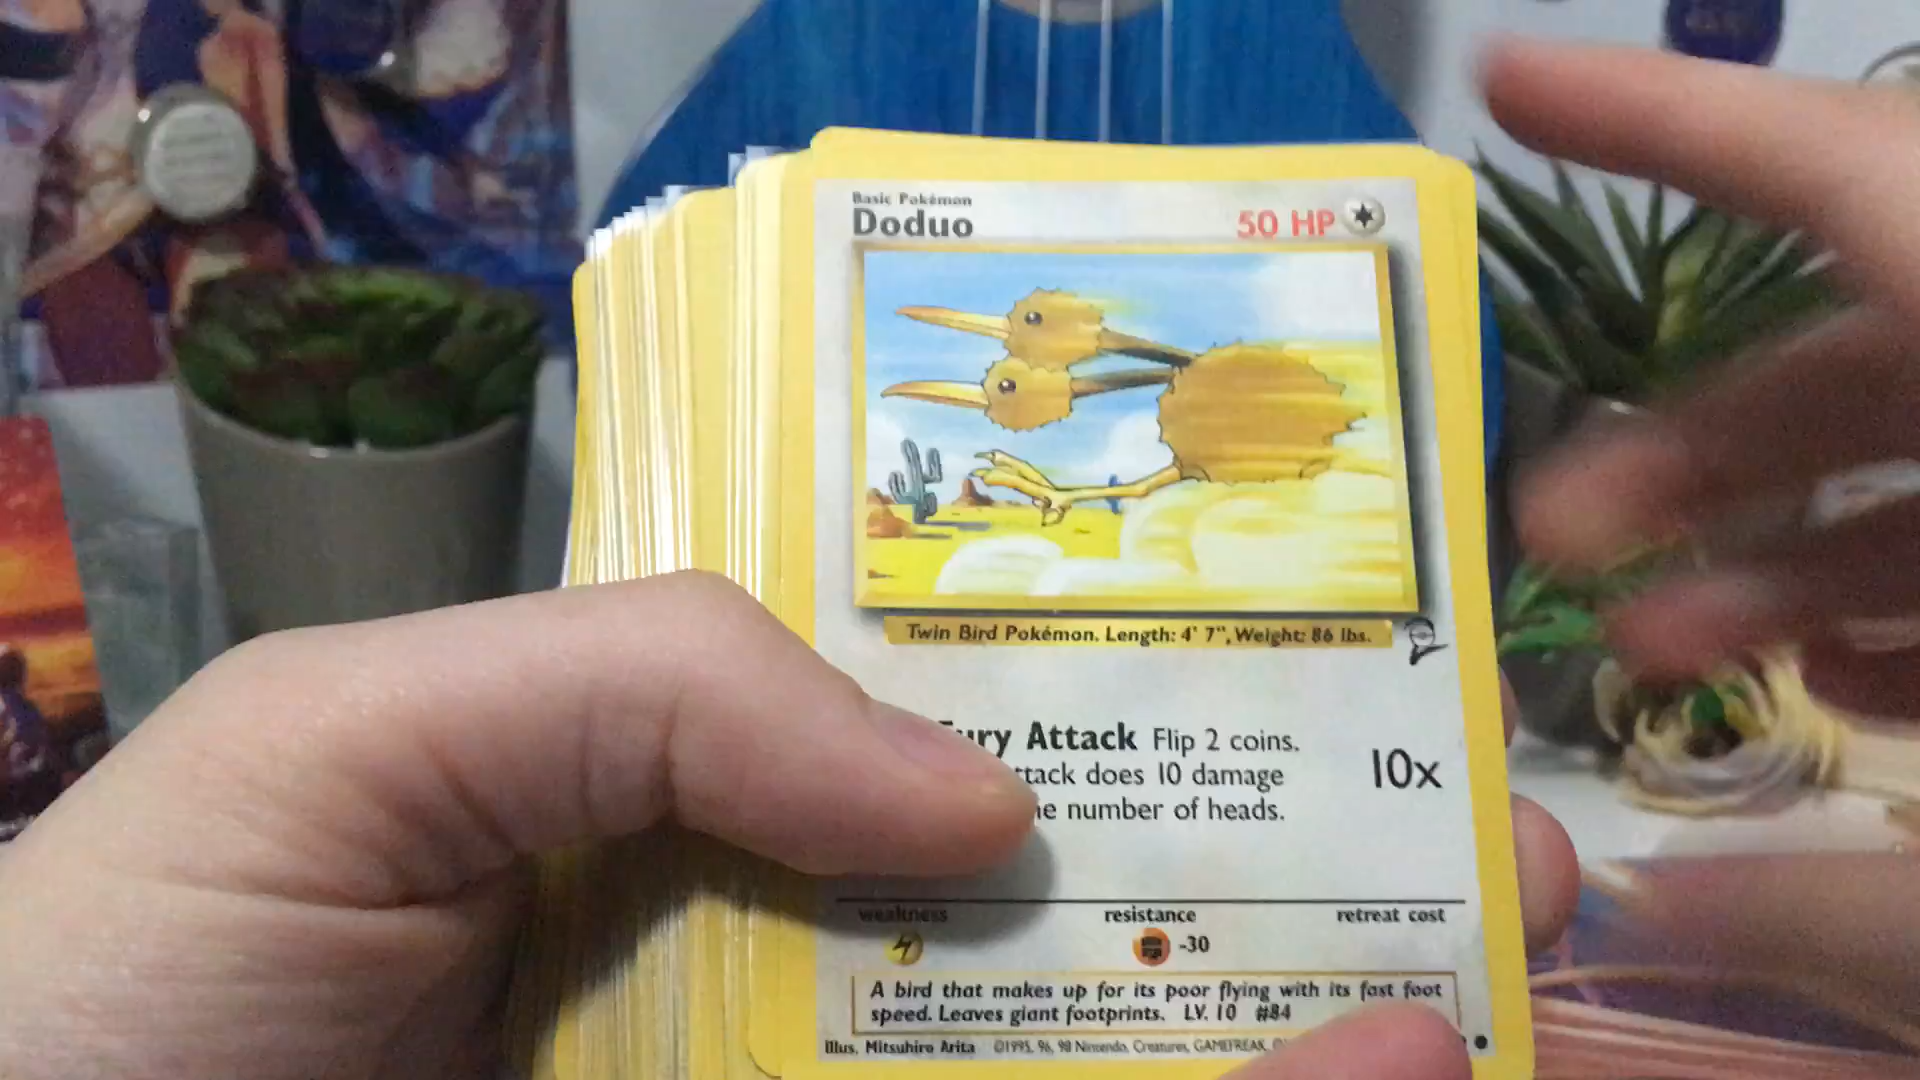 Basic Pokémon
Doduo
50 HP
Twin Bird Pokémon. Length: 4' 7", Weight: 86 lbs.
Attack Flip 2 coins.
does 10 damage
number of heads.
10x
weakness resistance retreat cost
-30
A bird that makes up for its poor flying with its fast foot
speed. Leaves giant footprints. LV. 10 #84
Illus. Mitsuhiro Arita ©1995, 96, 98 Nintendo, Creatures, GAMEFREAK.